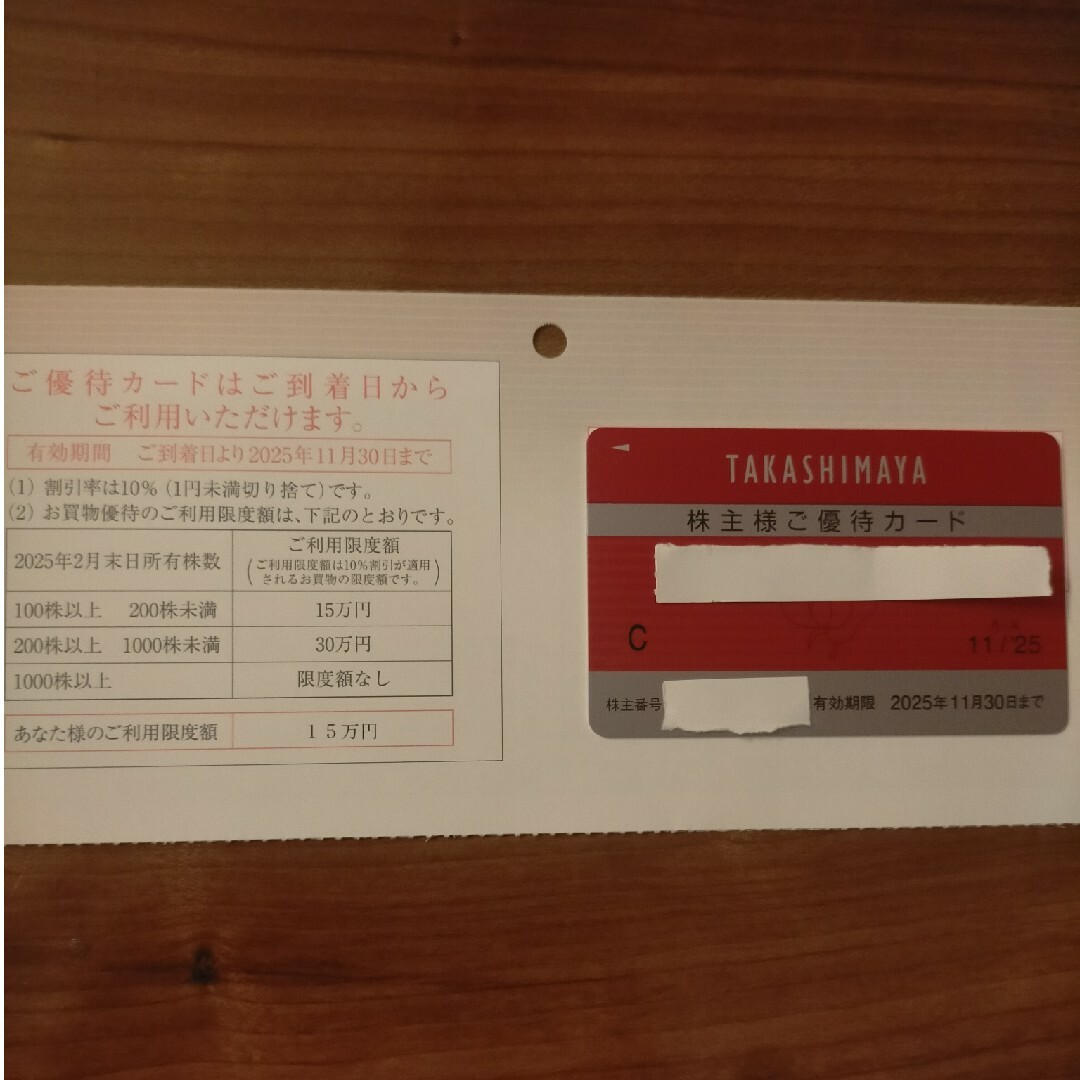 ご優待カードはご到着日から
ご利用いただけます。
有効期間　ご到着日より2025年11月30日まで
(1) 割引率は10%（1円未満切り捨て）です。
(2) お買物優待のご利用限度額は、下記のとおりです。
2025年2月末日所有株数
ご利用限度額
(ご利用限度額は10%割引が適用
されるお買物の限度額です。)
100株以上　200株未満　15万円
200株以上　1000株未満　30万円
1000株以上　限度額なし
あなた様のご利用限度額　１５万円
TAKASHIMAYA
株主様ご優待カード
C　11/25
株主番号　有効期限　2025年11月30日まで